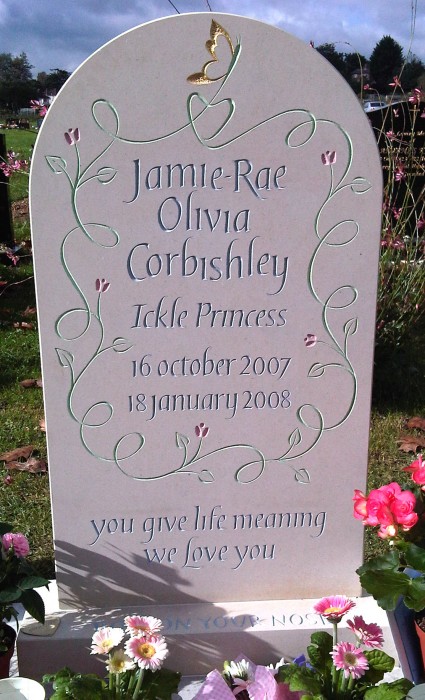 Jamie-Rae
Olivia
Corbishley
Ickle Princess
16 october 2007
18 january 2008
you give life meaning
we Love you